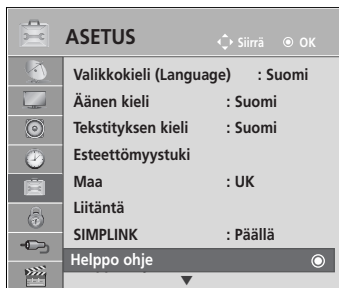 ASETUS
Siirrä
OK
Valikkokieli (Language) : Suomi
Äänen kieli : Suomi
Tekstityksen kieli : Suomi
Esteettömyystuki
Maa : UK
Liitäntä
SIMPLINK : Päällä
Helppo ohje